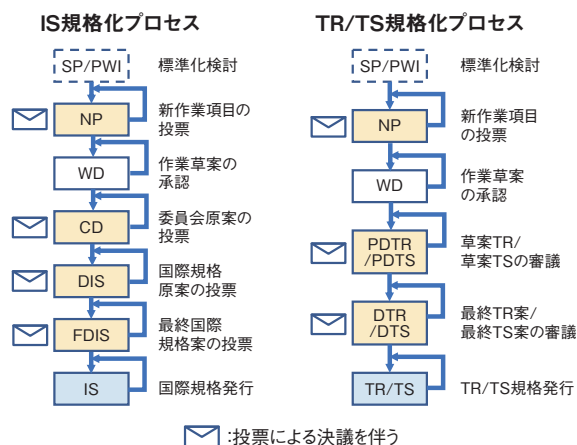 IS規格化プロセス
SP/PWI
標準化検討
NP
新作業項目の
投票
WD
作業草案の
承認
CD
委員会原案の
投票
DIS
国際規格
原案の投票
FDIS
最終国際
規格案の投票
IS
国際規格発行
TR/TS規格化プロセス
SP/PWI
標準化検討
NP
新作業項目
の投票
WD
作業草案
の承認
PDTR
/PDTS
草案TR/
草案TSの審議
DTR
/DTS
最終TR案/
最終TS案の審議
TR/TS
TR/TS規格発行
:投票による決議を伴う